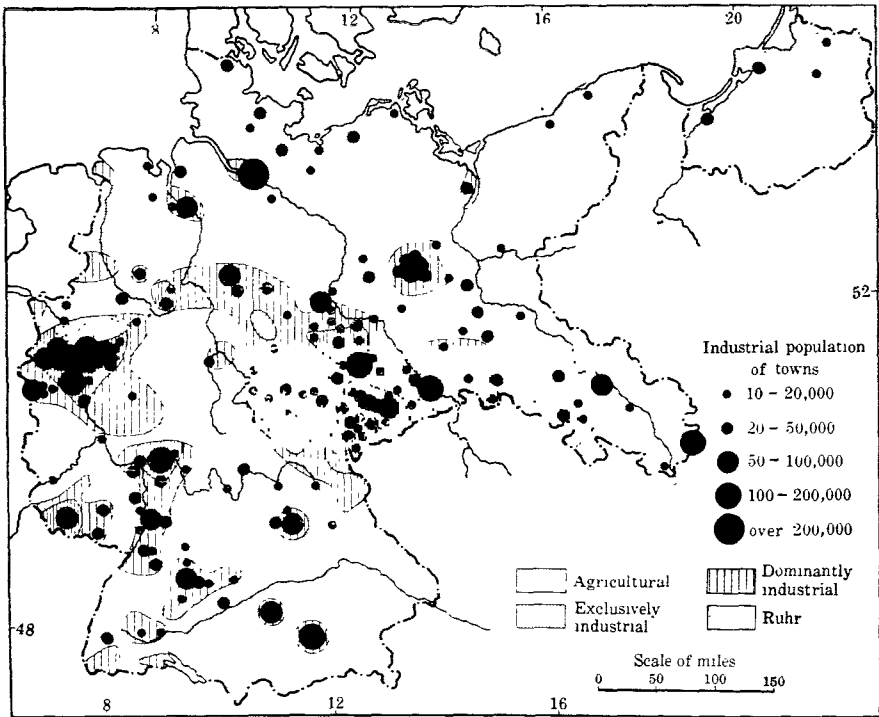 8 12 16 20
52
Industrial population
of towns
10 – 20,000
20 – 50,000
50 – 100,000
100 – 200,000
over 200,000
Agricultural
Dominantly
industrial
Exclusively
industrial
Ruhr
48
Scale of miles
0 50 100 150
8 12 16